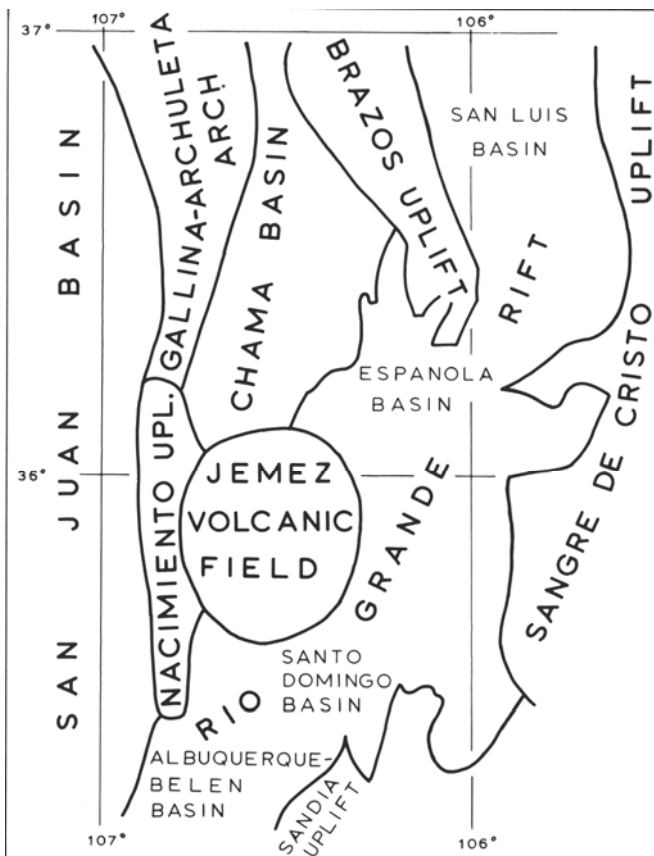 107°
106°
37°
GALLINA-ARCHULETA
ARCH
BRAZOS UPLIFT
SAN LUIS
BASIN
SANGRE DE CRISTO UPLIFT
SAN JUAN BASIN
CHAMA BASIN
RIO GRANDE RIFT
ESPANOLA
BASIN
NACIMIENTO UPL.
36°
JEMEZ
VOLCANIC
FIELD
SANTO
DOMINGO
BASIN
ALBUQUERQUE-
BELEN
BASIN
SANDIA
UPLIFT
107°
106°